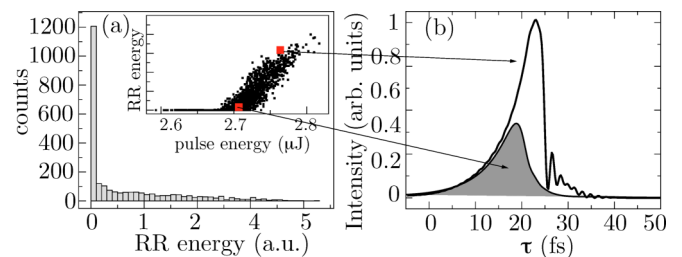 (a)
counts
1200
1000
800
600
400
200
0
0 1 2 3 4 5
RR energy (a.u.)
RR energy
2.6 2.7 2.8
pulse energy (μJ)
(b)
Intensity (arb. units)
1
0.8
0.6
0.4
0.2
0
0 10 20 30 40 50
τ (fs)